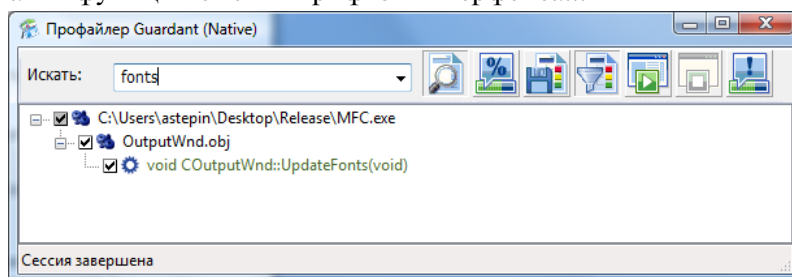 Профайлер Guardant (Native)
Искать: fonts
%
C:\Users\astepin\Desktop\Release\MFC.exe
OutputWnd.obj
void COutputWnd::UpdateFonts(void)
Сессия завершена